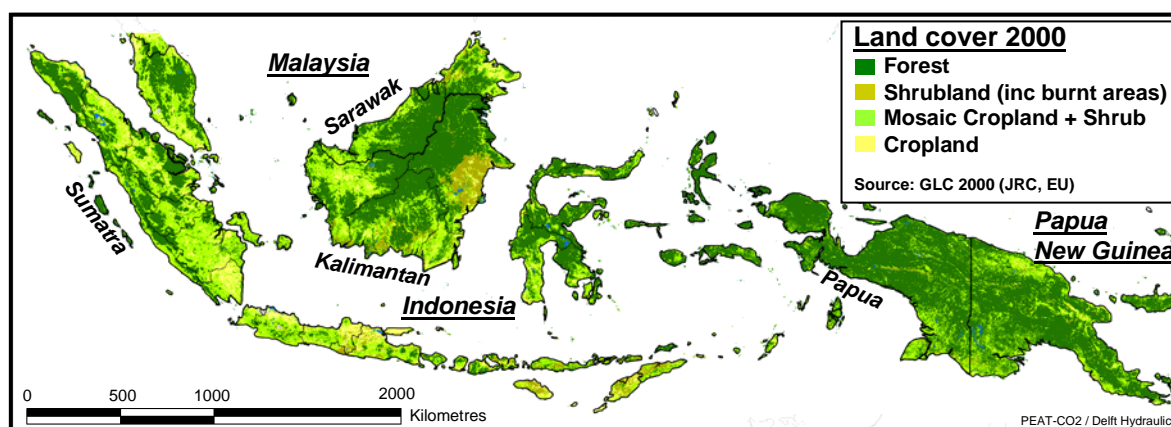 Land cover 2000
Forest
Shrubland (inc burnt areas)
Mosaic Cropland + Shrub
Cropland
Source: GLC 2000 (JRC, EU)
Malaysia
Sarawak
Sumatra
Kalimantan
Indonesia
Papua
Papua
New Guinea
0 500 1000 2000
Kilometres
PEAT-CO2 / Delft Hydraulic